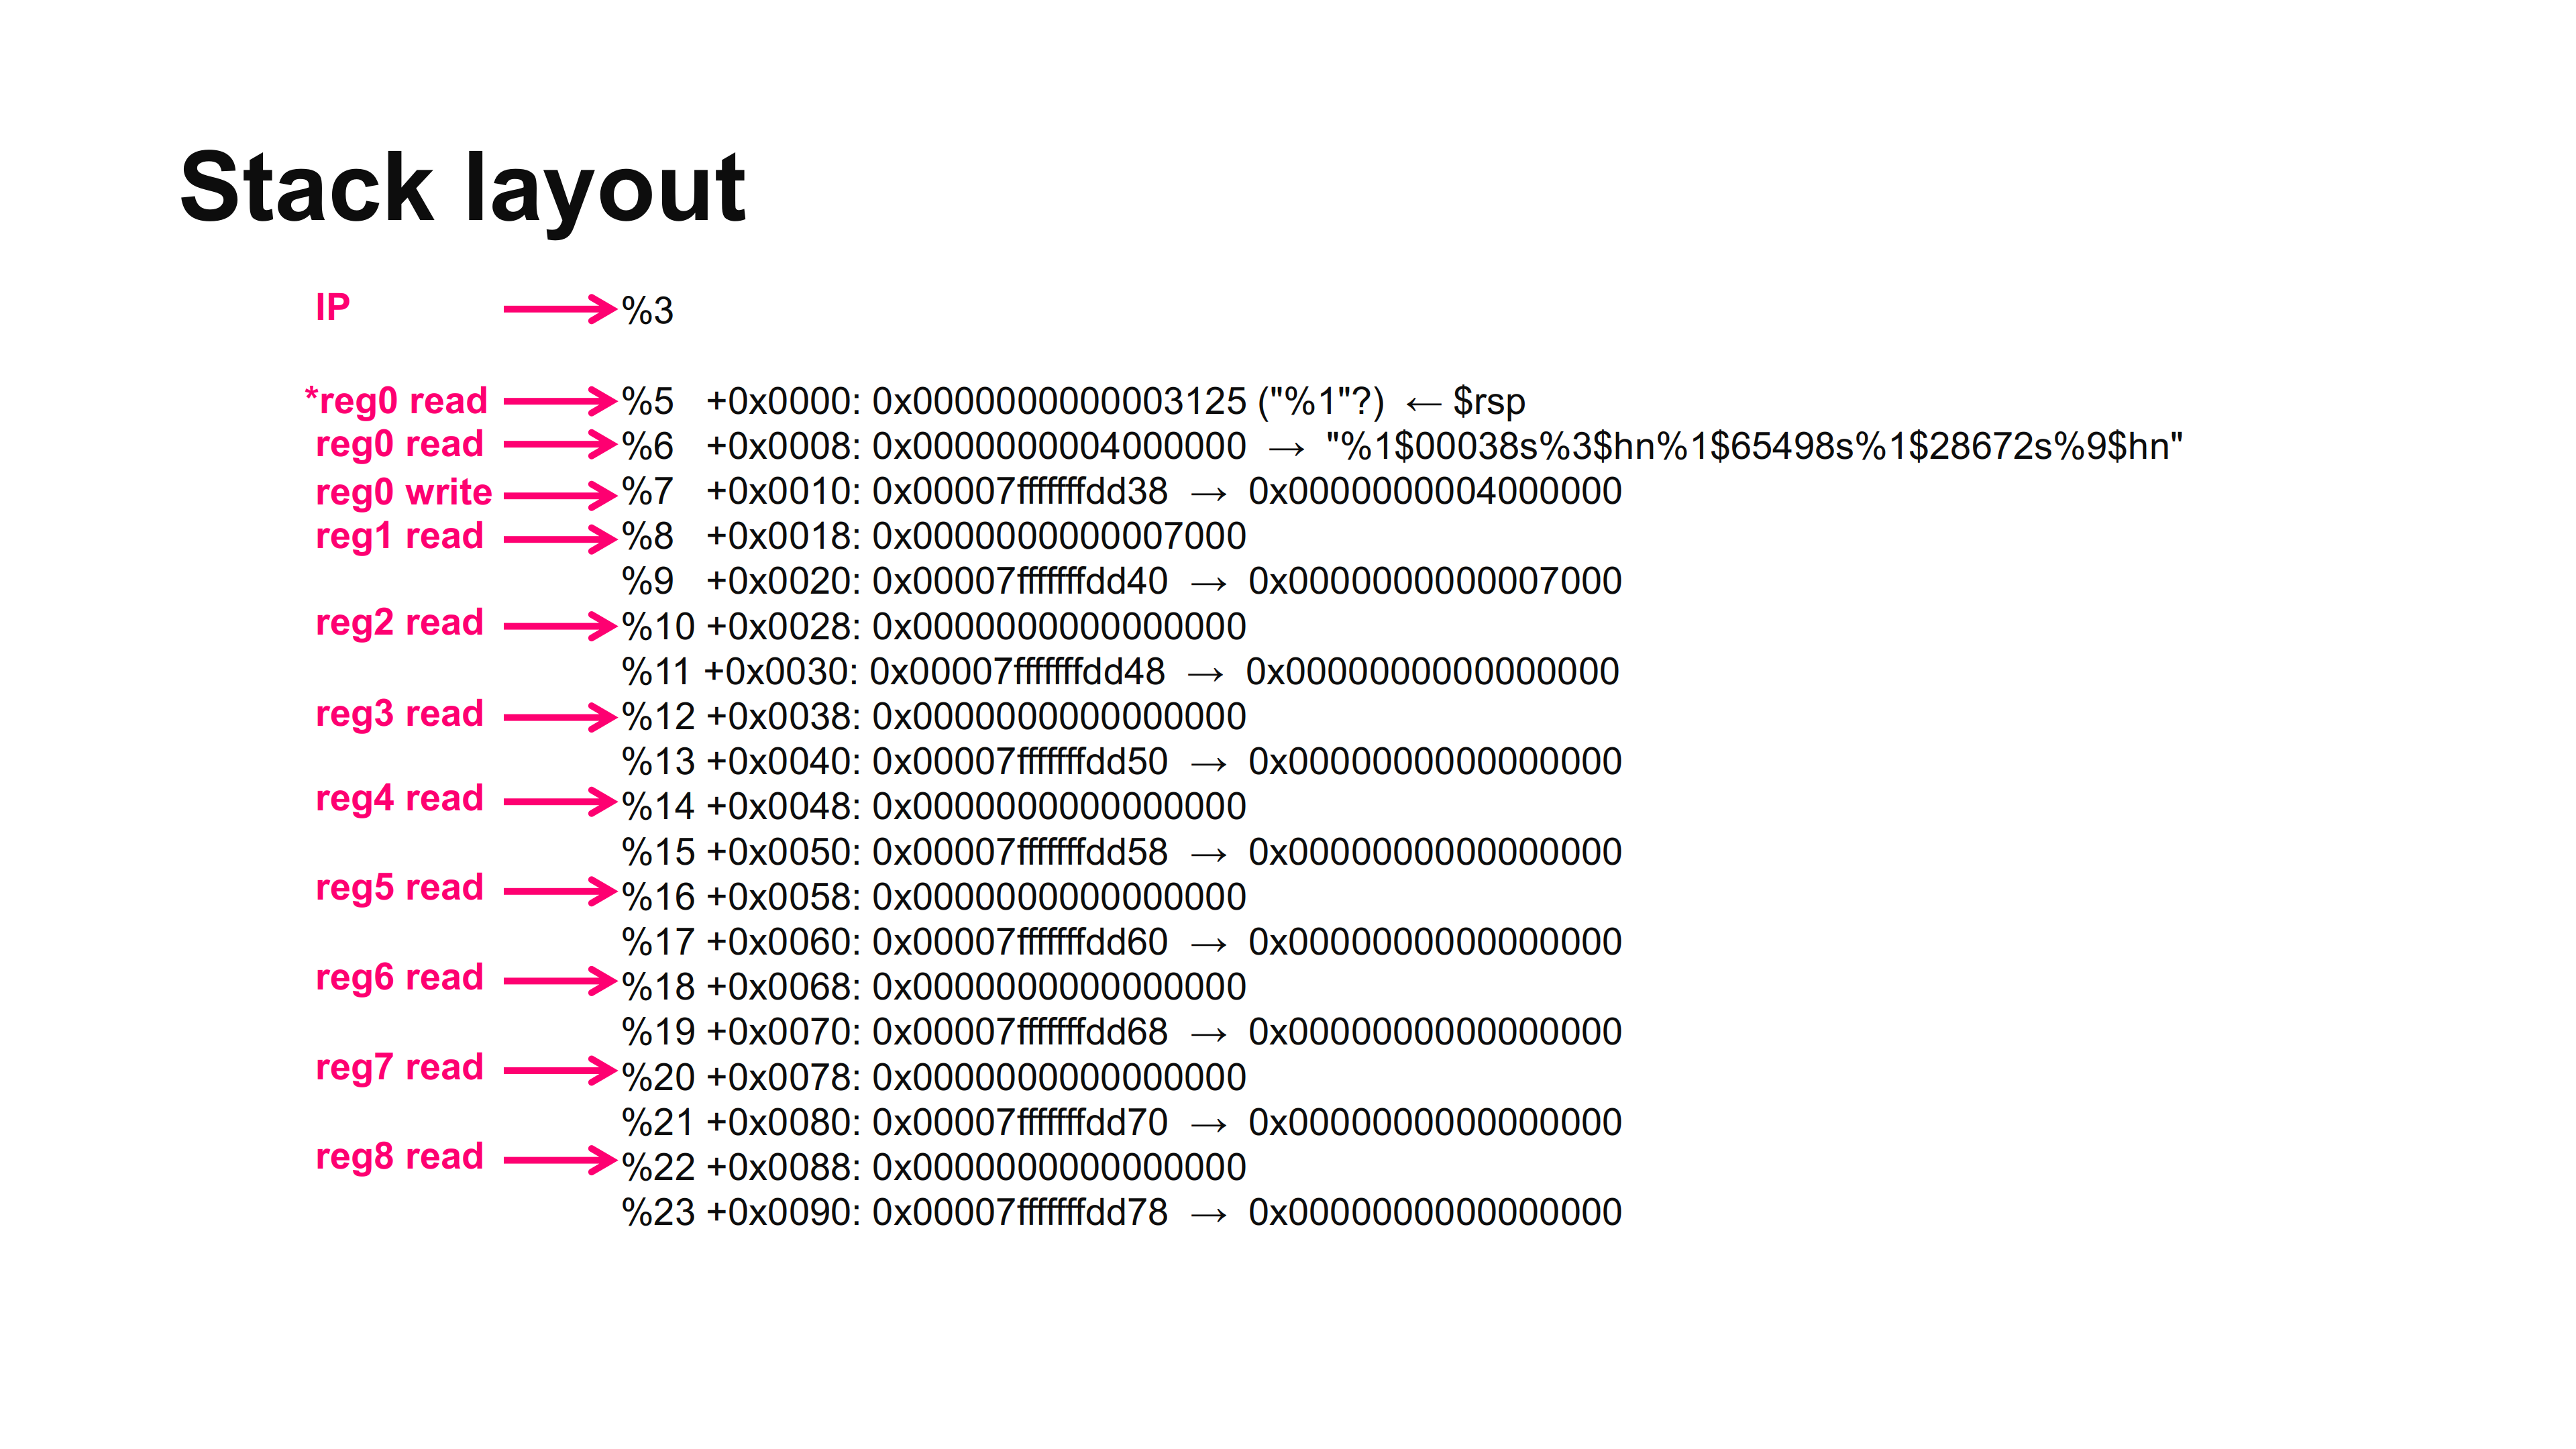 Stack layout
IP → %3
*reg0 read → %5 +0x0000: 0x0000000000003125 ("%1"?) ← $rsp
reg0 read → %6 +0x0008: 0x0000000004000000 → "%1$00038s%3$hn%1$65498s%1$28672s%9$hn"
reg0 write → %7 +0x0010: 0x00007fffffffdd38 → 0x0000000004000000
reg1 read → %8 +0x0018: 0x0000000000007000
%9 +0x0020: 0x00007fffffffdd40 → 0x0000000000007000
reg2 read → %10 +0x0028: 0x0000000000000000
%11 +0x0030: 0x00007fffffffdd48 → 0x0000000000000000
reg3 read → %12 +0x0038: 0x0000000000000000
%13 +0x0040: 0x00007fffffffdd50 → 0x0000000000000000
reg4 read → %14 +0x0048: 0x0000000000000000
%15 +0x0050: 0x00007fffffffdd58 → 0x0000000000000000
reg5 read → %16 +0x0058: 0x0000000000000000
%17 +0x0060: 0x00007fffffffdd60 → 0x0000000000000000
reg6 read → %18 +0x0068: 0x0000000000000000
%19 +0x0070: 0x00007fffffffdd68 → 0x0000000000000000
reg7 read → %20 +0x0078: 0x0000000000000000
%21 +0x0080: 0x00007fffffffdd70 → 0x0000000000000000
reg8 read → %22 +0x0088: 0x0000000000000000
%23 +0x0090: 0x00007fffffffdd78 → 0x0000000000000000